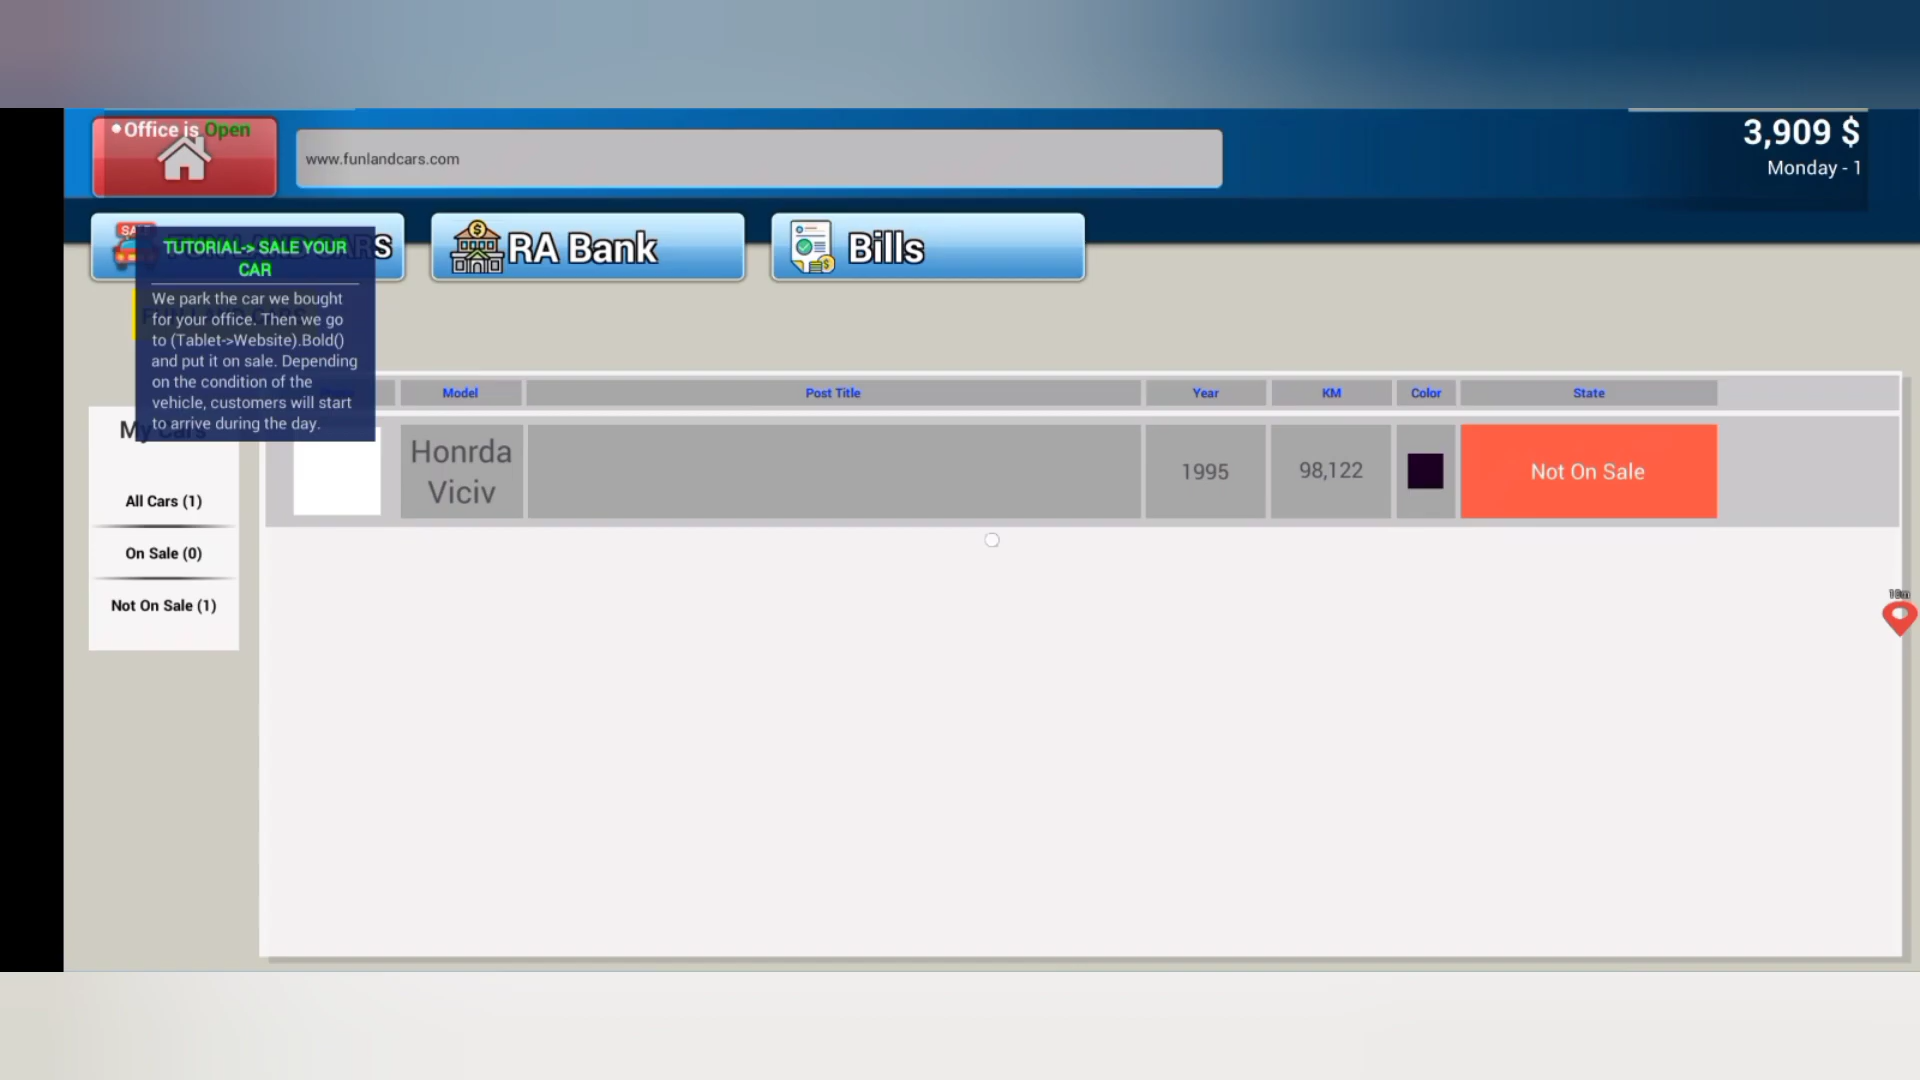 Office is Open
www.funlandcars.com
3,909 $
Monday - 1
RA Bank
Bills
TUTORIAL-> SALE YOUR
CAR
We park the car we bought
for your office. Then we go
to (Tablet->Website).Bold()
and put it on sale. Depending
on the condition of the
vehicle, customers will start
to arrive during the day.
Model
Post Title
Year
KM
Color
State
My Cars
Honrda
Viciv
1995
98,122
Not On Sale
All Cars (1)
On Sale (0)
Not On Sale (1)